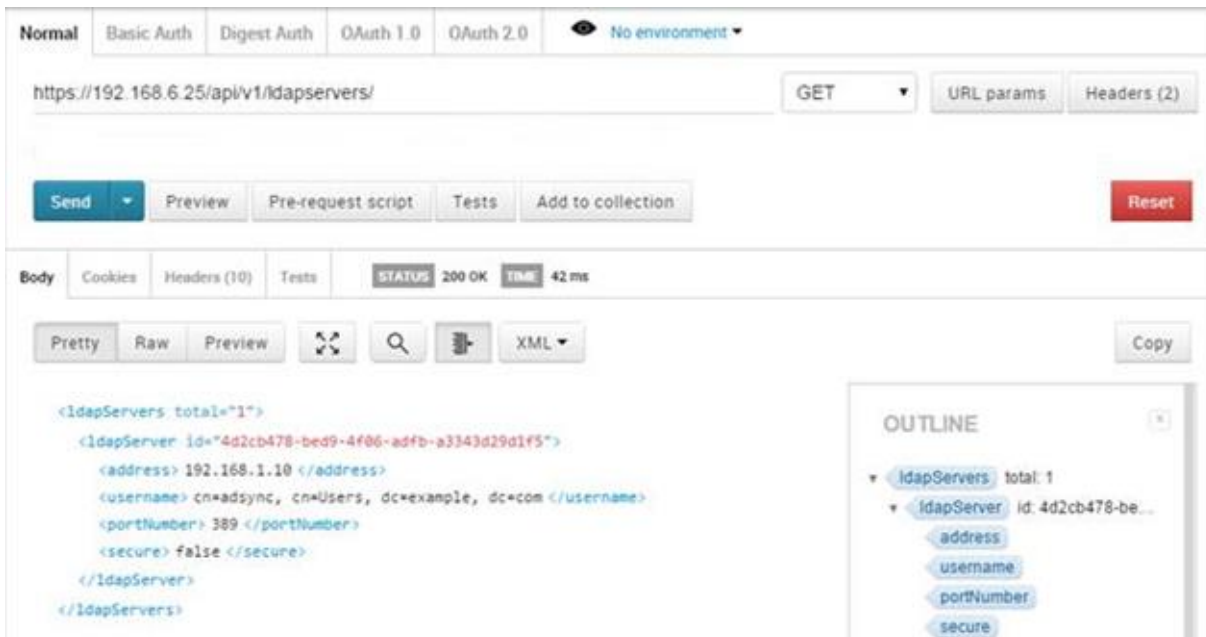 Normal Basic Auth Digest Auth OAuth 1.0 OAuth 2.0 No environment
https://192.168.6.25/api/v1/ldapservers/ GET URL params Headers (2)
Send Preview Pre-request script Tests Add to collection Reset
Body Cookies Headers (10) Tests STATUS 200 OK TIME 42 ms
Pretty Raw Preview XML Copy
<ldapServers total="1">
<ldapServer id="4d2cb478-bed9-4f06-adfb-a3343d29d1f5">
<address> 192.168.1.10 </address>
<username> cn=adsync, cn=Users, dc=example, dc=com </username>
<portNumber> 389 </portNumber>
<secure> false </secure>
</ldapServer>
</ldapServers>
OUTLINE
ldapServers total: 1
ldapServer id: 4d2cb478-be...
address
username
portNumber
secure